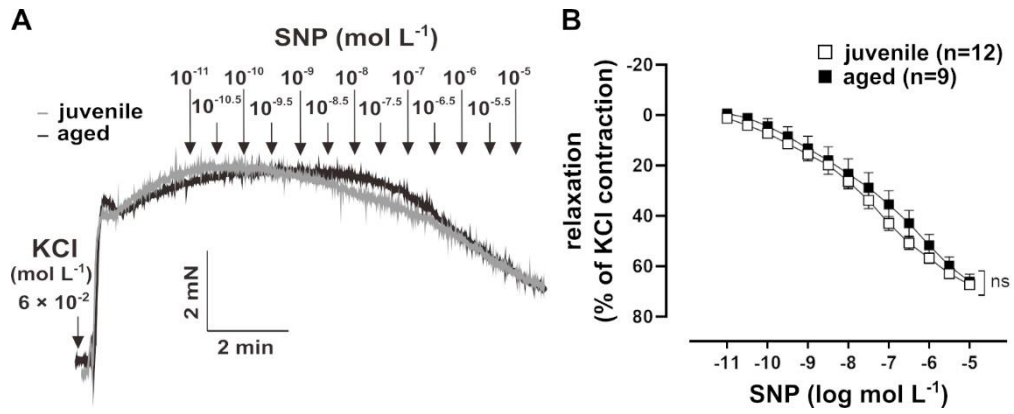 A
SNP (mol L⁻¹)
10⁻¹¹ 10⁻¹⁰ 10⁻⁹ 10⁻⁸ 10⁻⁷ 10⁻⁶ 10⁻⁵
10⁻¹⁰·⁵ 10⁻⁹·⁵ 10⁻⁸·⁵ 10⁻⁷·⁵ 10⁻⁶·⁵ 10⁻⁵·⁵
juvenile
aged
KCl
(mol L⁻¹)
6 × 10⁻²
2 mN
2 min
B
juvenile (n=12)
aged (n=9)
relaxation
(% of KCl contraction)
-20
0
20
40
60
80
ns
-11 -10 -9 -8 -7 -6 -5
SNP (log mol L⁻¹)